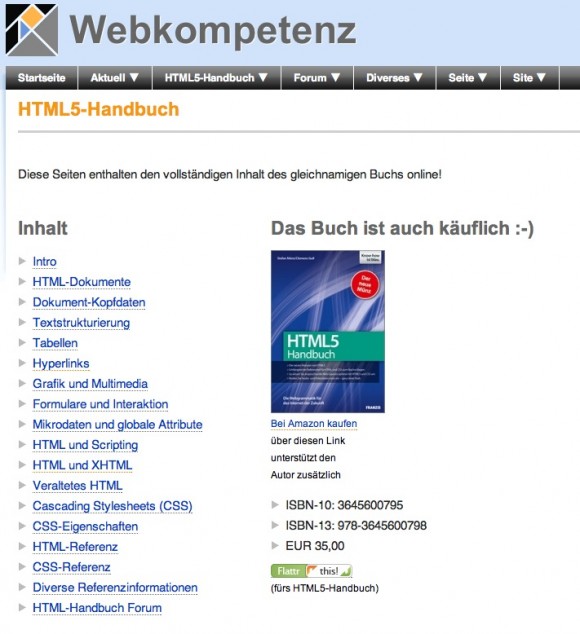 Webkompetenz
Startseite Aktuell ▼ HTML5-Handbuch ▼ Forum ▼ Diverses ▼ Seite ▼ Site ▼
HTML5-Handbuch
Diese Seiten enthalten den vollständigen Inhalt des gleichnamigen Buchs online!
Inhalt
Intro
HTML-Dokumente
Dokument-Kopfdaten
Textstrukturierung
Tabellen
Hyperlinks
Grafik und Multimedia
Formulare und Interaktion
Mikrodaten und globale Attribute
HTML und Scripting
HTML und XHTML
Veraltetes HTML
Cascading Stylesheets (CSS)
CSS-Eigenschaften
HTML-Referenz
CSS-Referenz
Diverse Referenzinformationen
HTML-Handbuch Forum
Das Buch ist auch käuflich :-)
Der
neue
Münz
HTML5
Handbuch
FRANZIS
Bei Amazon kaufen
über diesen Link
unterstützt den
Autor zusätzlich
ISBN-10: 3645600795
ISBN-13: 978-3645600798
EUR 35,00
Flattr this!
(fürs HTML5-Handbuch)